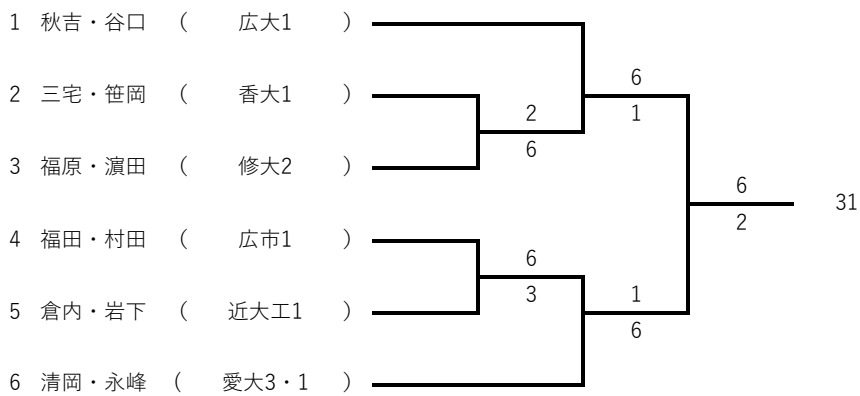 1 秋吉・谷口 ( 広大1 )
6
2 三宅・笹岡 ( 香大1 )
2
1
6
3 福原・濵田 ( 修大2 )
6
31
2
4 福田・村田 ( 広市1 )
6
3
1
5 倉内・岩下 ( 近大工1 )
6
6 清岡・永峰 ( 愛大3・1 )